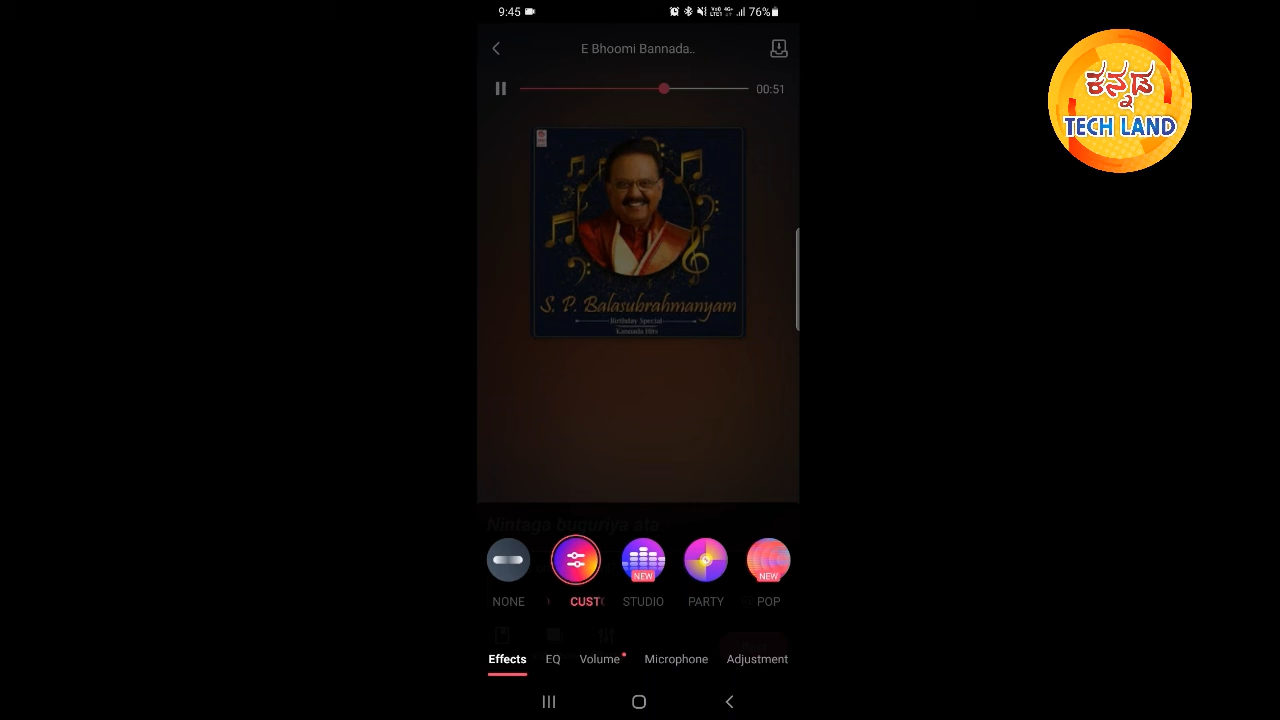 9:45
76%
E Bhoomi Bannada..
00:51
ಕನ್ನಡ
TECH LAND
S. P. Balasubrahmanyam
Birthday Special
Kannada Hits
Nintaga buguriya ata
NEW
NEW
NONE
CUST
STUDIO
PARTY
POP
Effects
EQ
Volume
Microphone
Adjustment